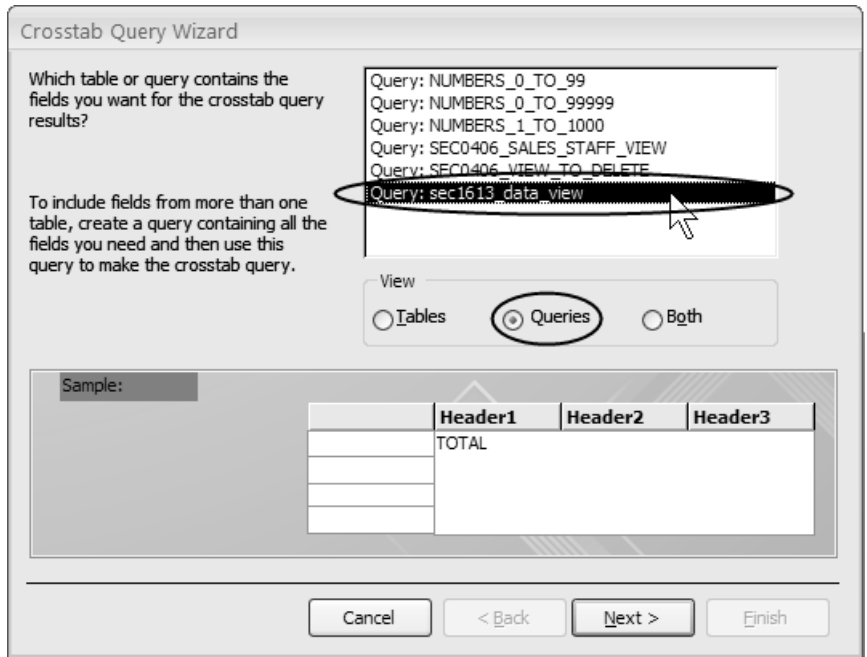 Crosstab Query Wizard
Which table or query contains the
fields you want for the crosstab query
results?
To include fields from more than one
table, create a query containing all the
fields you need and then use this
query to make the crosstab query.
Query: NUMBERS_0_TO_99
Query: NUMBERS_0_TO_99999
Query: NUMBERS_1_TO_1000
Query: SEC0406_SALES_STAFF_VIEW
Query: SEC0406_VIEW_TO_DELETE
Query: sec1613_data_view
View
Tables Queries Both
Sample:
Header1 Header2 Header3
TOTAL
Cancel < Back Next > Finish